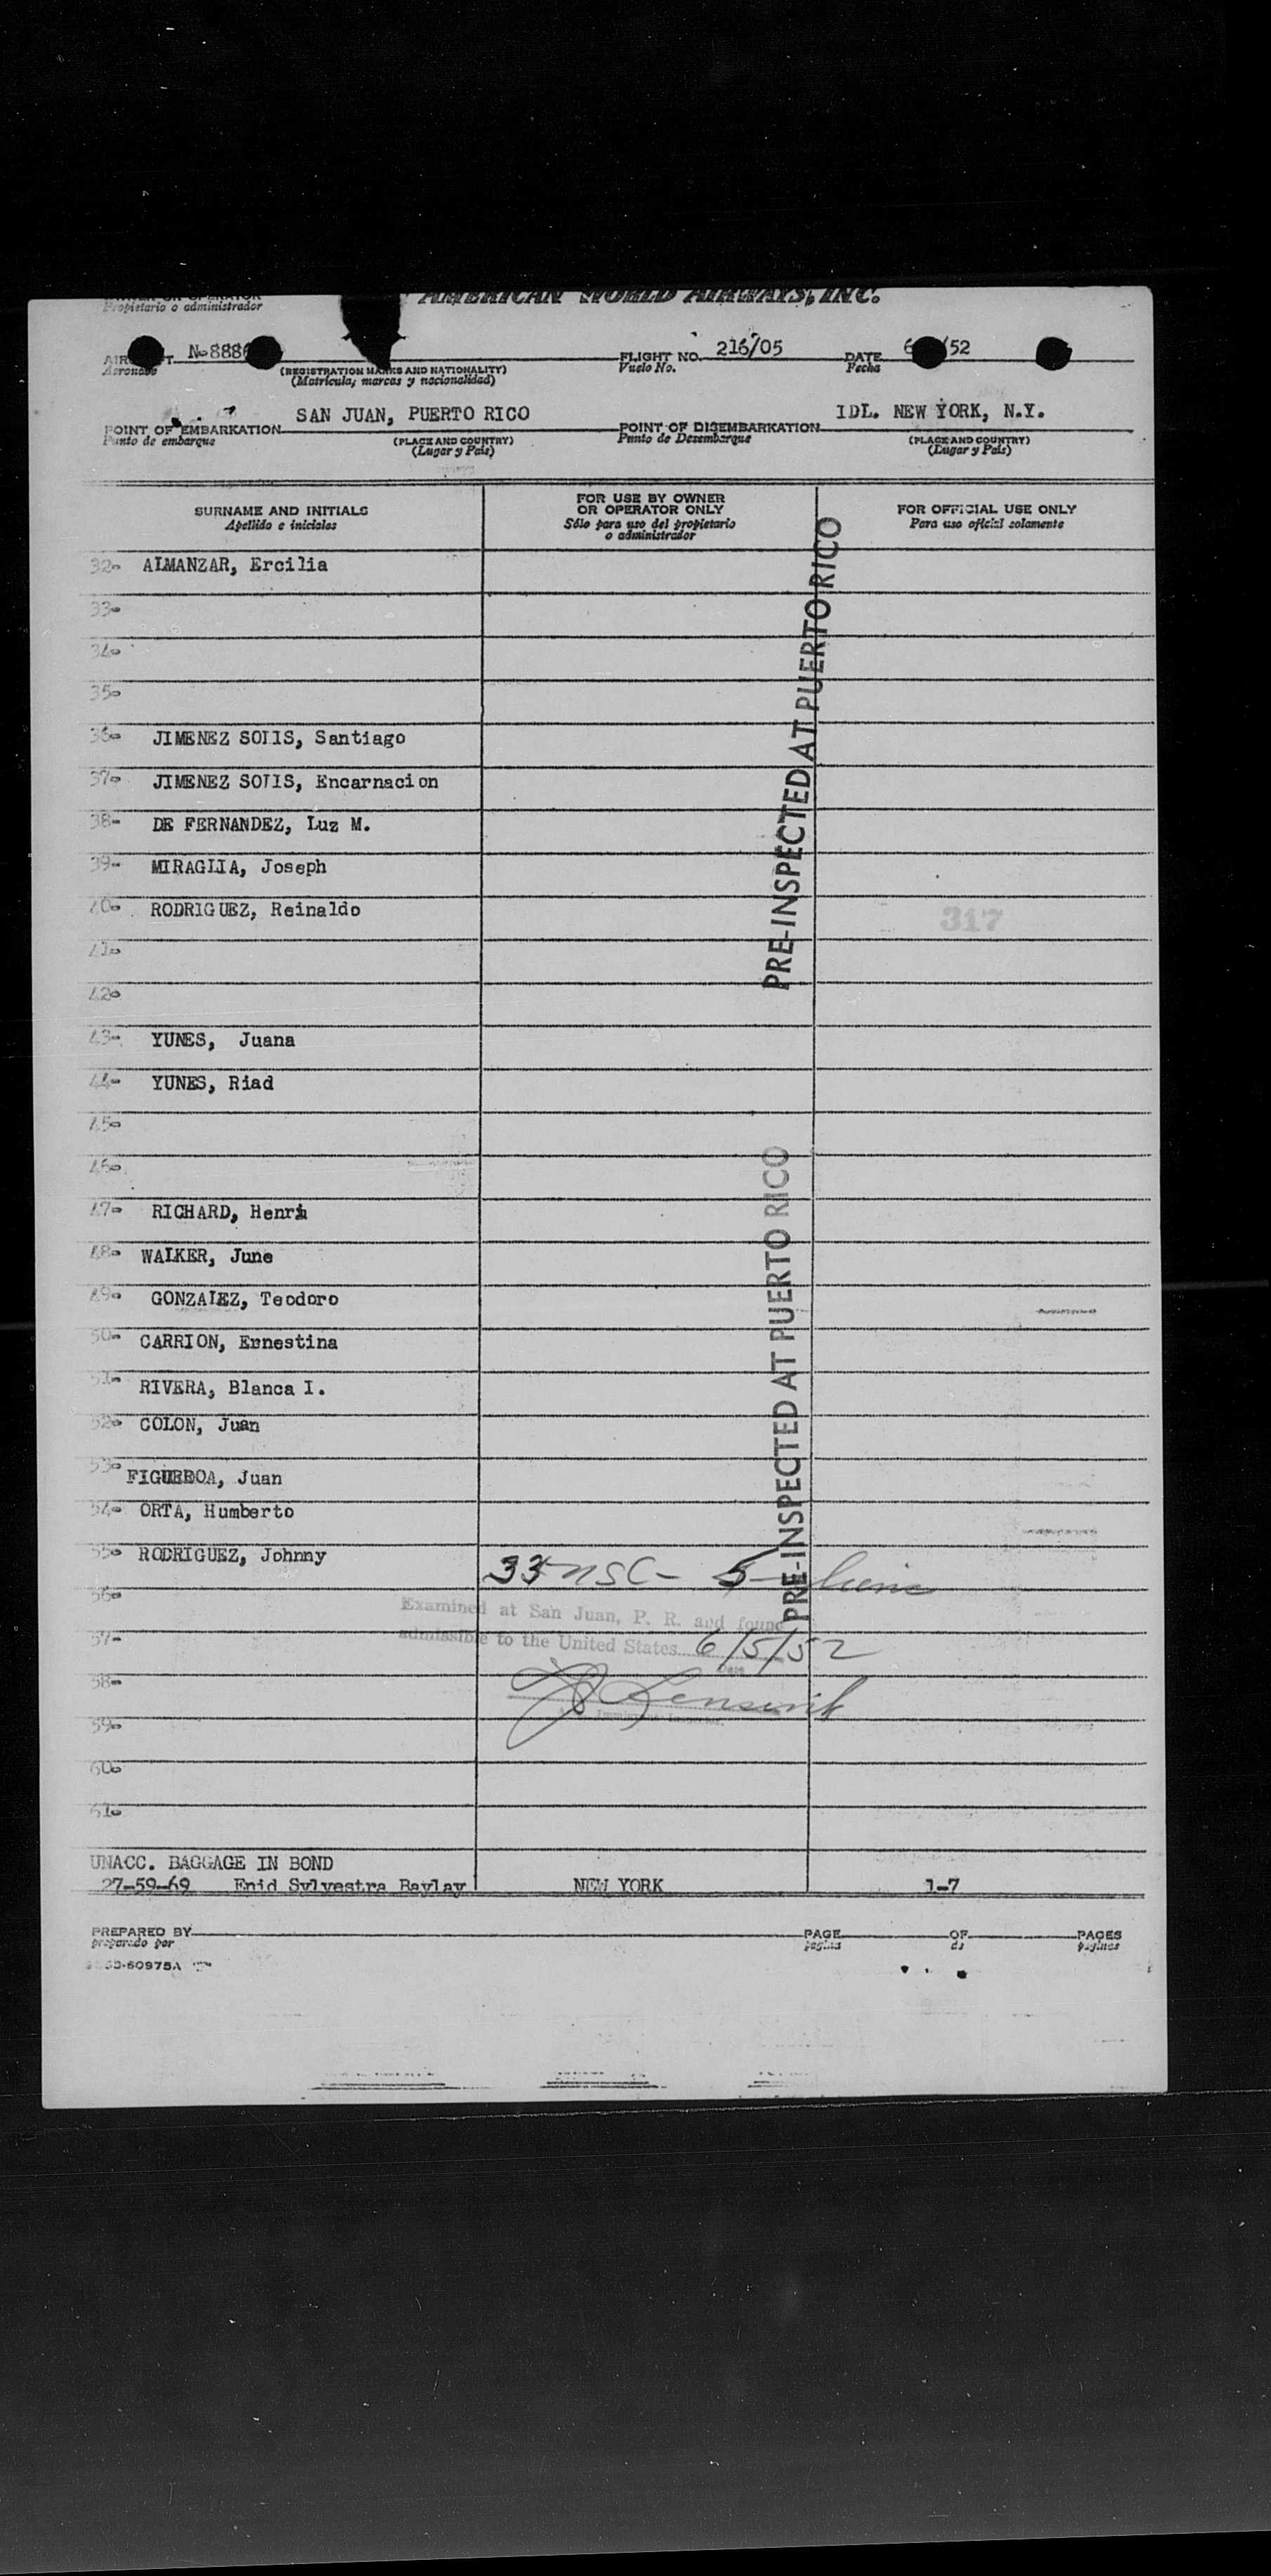 Propietario o administrador
AMERICAN WORLD AIRWAYS, INC.
N-888
FLIGHT NO. 216/05
DATE 6 /52
Aeronave
(REGISTRATION MARKS AND NATIONALITY)
(Matrícula, marcas y nacionalidad)
Vuelo No.
Fecha
POINT OF EMBARKATION SAN JUAN, PUERTO RICO
POINT OF DISEMBARKATION IDL. NEW YORK, N.Y.
Punto de embarque
(PLACE AND COUNTRY)
(Lugar y País)
Punto de Desembarque
(PLACE AND COUNTRY)
(Lugar y País)
SURNAME AND INITIALS
Apellido e iniciales
FOR USE BY OWNER
OR OPERATOR ONLY
Sólo para uso del propietario
o administrador
FOR OFFICIAL USE ONLY
Para uso oficial solamente
32- ALMANZAR, Ercilia
33-
34-
35-
36- JIMENEZ SOLIS, Santiago
37- JIMENEZ SOLIS, Encarnacion
38- DE FERNANDEZ, Luz M.
39- MIRAGLIA, Joseph
40- RODRIGUEZ, Reinaldo
317
41-
42-
43- YUNES, Juana
44- YUNES, Riad
45-
46-
47- RICHARD, Henri
48- WALKER, June
49- GONZALEZ, Teodoro
50- CARRION, Ernestina
51- RIVERA, Blanca I.
52- COLON, Juan
53- FIGUEROA, Juan
54- ORTA, Humberto
55- RODRIGUEZ, Johnny
PRE-INSPECTED AT PUERTO RICO
PRE-INSPECTED AT PUERTO RICO
33 USC - 5
56-
Examined at San Juan, P. R. and found
57-
admissible to the United States 6/5/52
Date
58-
Immigrant Inspector.
59-
60-
61-
UNACC. BAGGAGE IN BOND
27-59-69 Enid Sylvestra Baylay NEW YORK 1-7
PREPARED BY
preparado por
PAGE OF PAGES
página de páginas
60975A